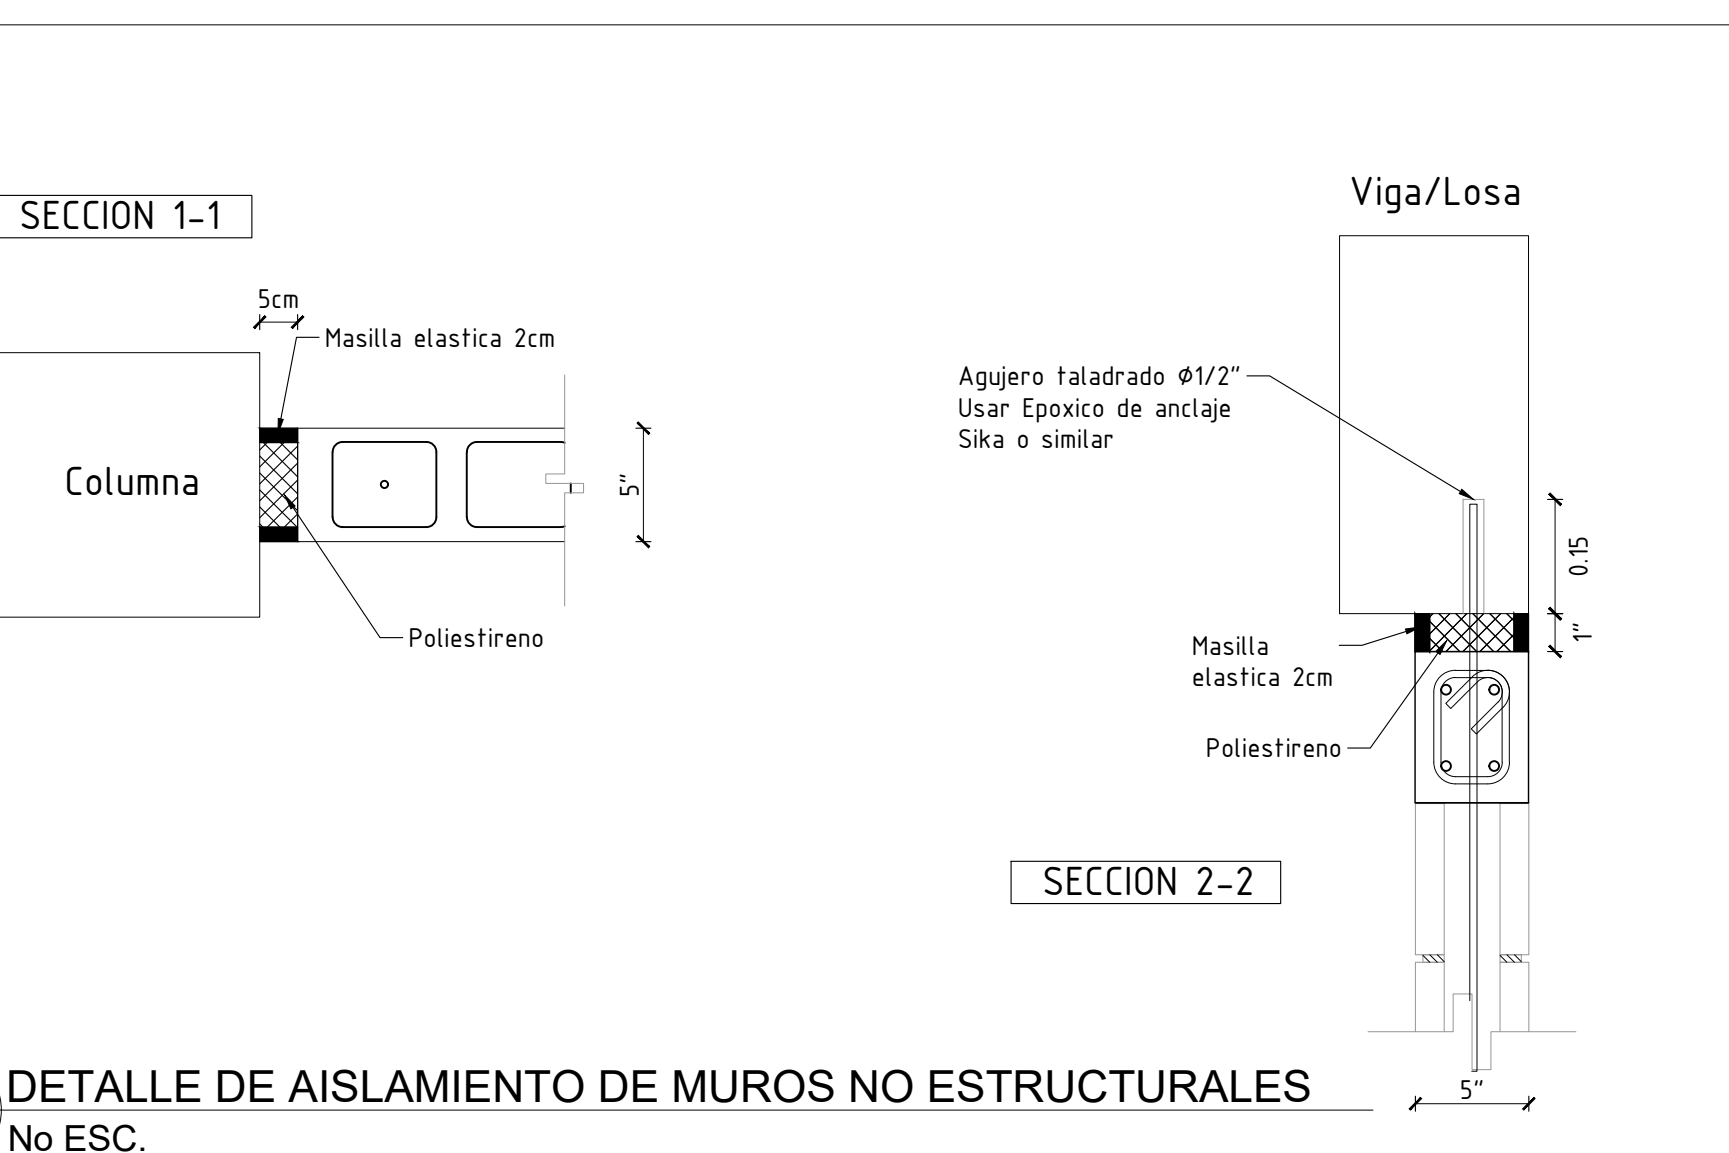 SECCION 1-1
5cm
Masilla elastica 2cm
Columna
5"
Poliestireno
Viga/Losa
Agujero taladrado Ø1/2"
Usar Epoxico de anclaje
Sika o similar
0.15
1"
Masilla
elastica 2cm
Poliestireno
SECCION 2-2
5"
DETALLE DE AISLAMIENTO DE MUROS NO ESTRUCTURALES
No ESC.